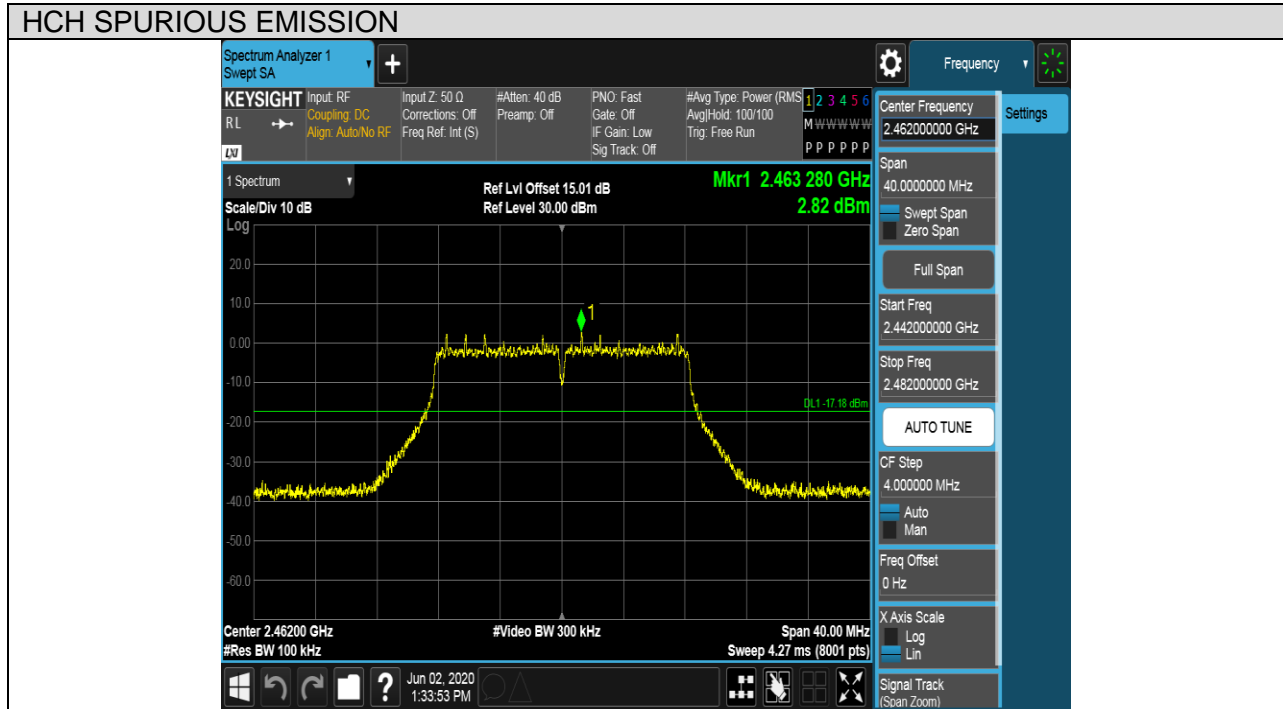 HCH SPURIOUS EMISSION
Spectrum Analyzer 1
Swept SA
+
Frequency
KEYSIGHT
RL
LXI
Input: RF
Coupling: DC
Align: Auto/No RF
Input Z: 50 Ω
Corrections: Off
Freq Ref: Int (S)
#Atten: 40 dB
Preamp: Off
PNO: Fast
Gate: Off
IF Gain: Low
Sig Track: Off
#Avg Type: Power (RMS
Avg|Hold: 100/100
Trig: Free Run
1 2 3 4 5 6
M W W W W W
P P P P P P
1 Spectrum
Scale/Div 10 dB
Log
Ref Lvl Offset 15.01 dB
Ref Level 30.00 dBm
Mkr1 2.463 280 GHz
2.82 dBm
20.0
10.0
1
0.00
-10.0
DL1 -17.18 dBm
-20.0
-30.0
-40.0
-50.0
-60.0
Center 2.46200 GHz
#Res BW 100 kHz
#Video BW 300 kHz
Span 40.00 MHz
Sweep 4.27 ms (8001 pts)
Jun 02, 2020
1:33:53 PM
?
Center Frequency
2.462000000 GHz
Settings
Span
40.0000000 MHz
Swept Span
Zero Span
Full Span
Start Freq
2.442000000 GHz
Stop Freq
2.482000000 GHz
AUTO TUNE
CF Step
4.000000 MHz
Auto
Man
Freq Offset
0 Hz
X Axis Scale
Log
Lin
Signal Track
(Span Zoom)